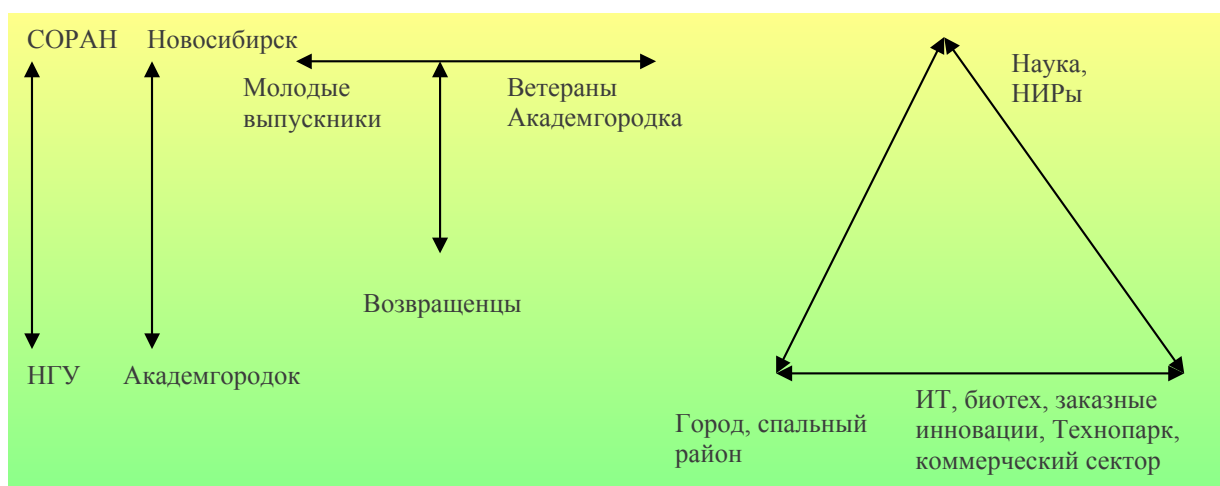 СОРАН Новосибирск
Молодые
выпускники
Ветераны
Академгородка
Возвращенцы
НГУ Академгородок
Наука,
НИРы
Город, спальный
район
ИТ, биотех, заказные
инновации, Технопарк,
коммерческий сектор